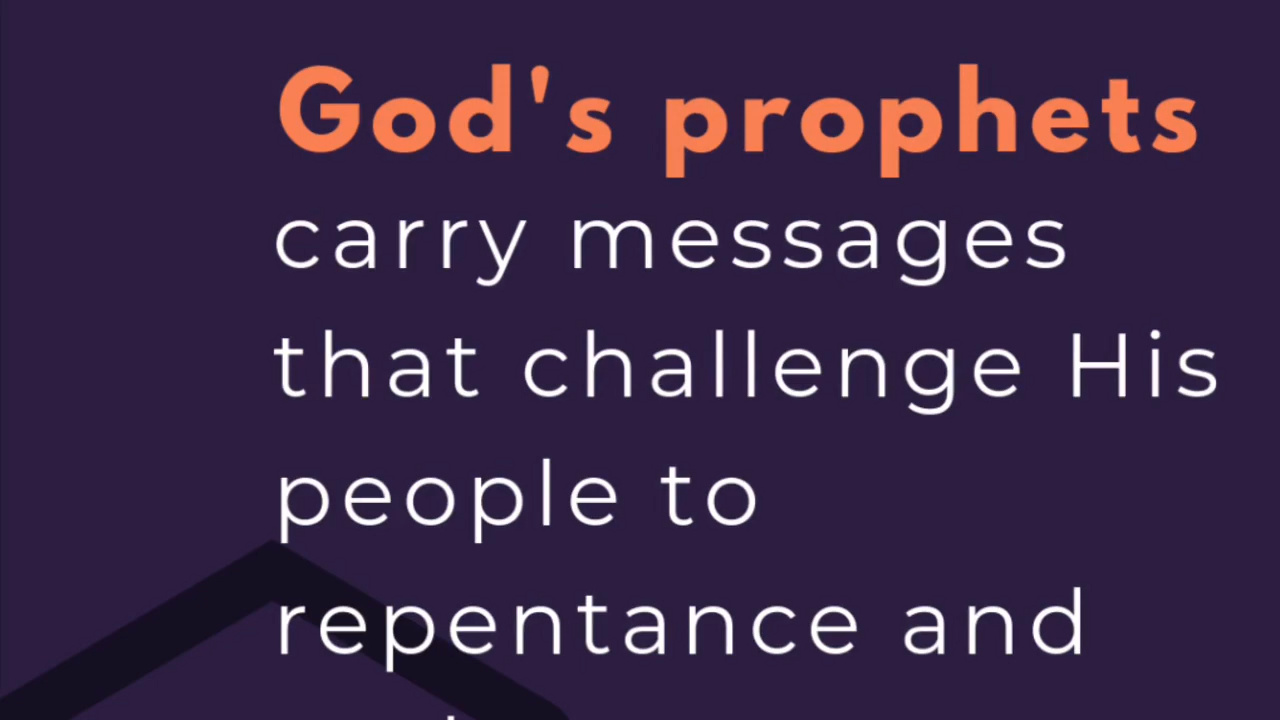 God's prophets
carry messages
that challenge His
people to
repentance and